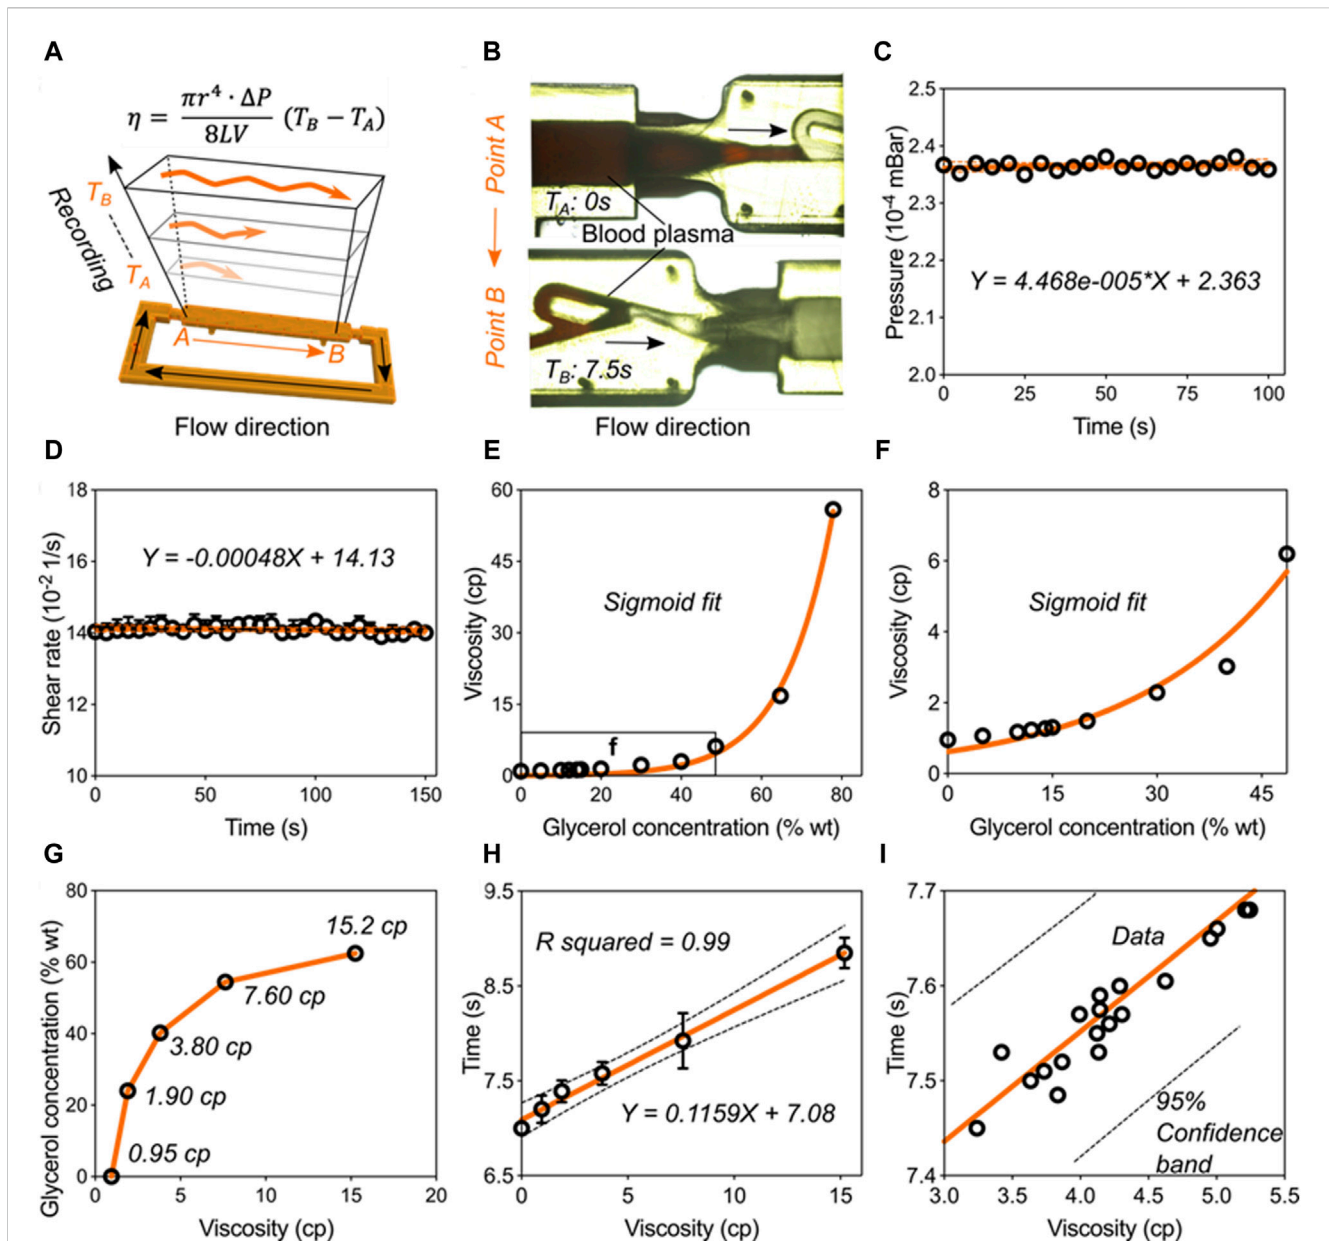 A
η = πr⁴ · ΔP / 8LV (T_B − T_A)
Recording
T_B
T_A
A
B
Flow direction
B
Point A
Point B
T_A: 0s
Blood plasma
T_B: 7.5s
Flow direction
C
Pressure (10⁻⁴ mBar)
2.5
2.4
2.3
2.2
2.1
2.0
Y = 4.468e-005*X + 2.363
0 25 50 75 100
Time (s)
D
Shear rate (10⁻² 1/s)
18
16
14
12
10
Y = -0.00048X + 14.13
0 50 100 150
Time (s)
E
Viscosity (cp)
60
45
30
15
0
Sigmoid fit
f
0 20 40 60 80
Glycerol concentration (% wt)
F
Viscosity (cp)
8
6
4
2
0
Sigmoid fit
0 15 30 45
Glycerol concentration (% wt)
G
Glycerol concentration (% wt)
80
60
40
20
0
15.2 cp
7.60 cp
3.80 cp
1.90 cp
0.95 cp
0 5 10 15 20
Viscosity (cp)
H
Time (s)
9.5
8.5
7.5
6.5
R squared = 0.99
Y = 0.1159X + 7.08
0 5 10 15
Viscosity (cp)
I
Time (s)
7.7
7.6
7.5
7.4
Data
95%
Confidence
band
3.0 3.5 4.0 4.5 5.0 5.5
Viscosity (cp)